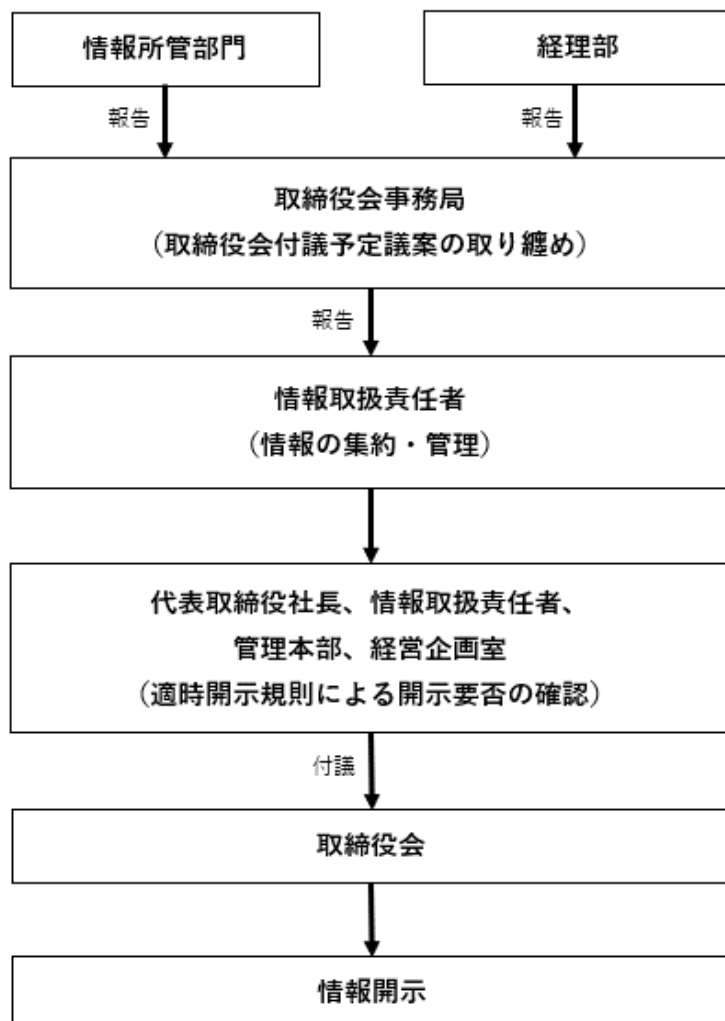 情報所管部門
経理部
報告
報告
取締役会事務局
（取締役会付議予定議案の取り纏め）
報告
情報取扱責任者
（情報の集約・管理）
代表取締役社長、情報取扱責任者、
管理本部、経営企画室
（適時開示規則による開示要否の確認）
付議
取締役会
情報開示